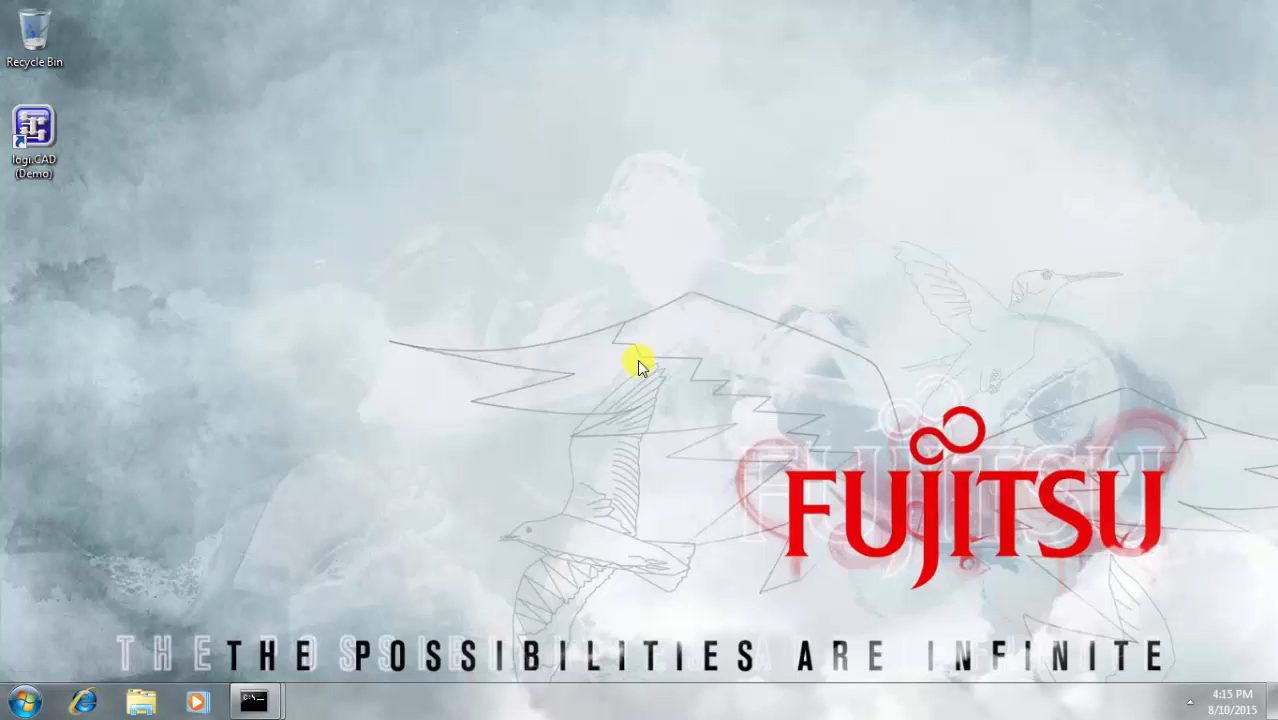 Recycle Bin
logi.CAD
(Demo)
FUJITSU
THE POSSIBILITIES ARE INFINITE
C:\
4:15 PM
8/10/2015